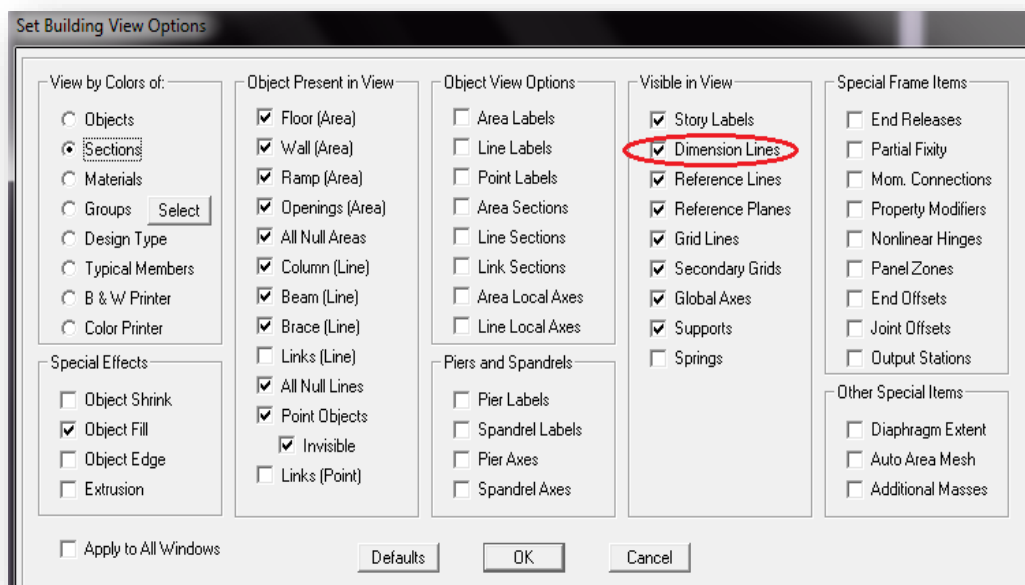 Set Building View Options
View by Colors of:
Objects
Sections
Materials
Groups
Select
Design Type
Typical Members
B & W Printer
Color Printer
Special Effects
Object Shrink
Object Fill
Object Edge
Extrusion
Object Present in View
Floor (Area)
Wall (Area)
Ramp (Area)
Openings (Area)
All Null Areas
Column (Line)
Beam (Line)
Brace (Line)
Links (Line)
All Null Lines
Point Objects
Invisible
Links (Point)
Object View Options
Area Labels
Line Labels
Point Labels
Area Sections
Line Sections
Link Sections
Area Local Axes
Line Local Axes
Piers and Spandrels
Pier Labels
Spandrel Labels
Pier Axes
Spandrel Axes
Visible in View
Story Labels
Dimension Lines
Reference Lines
Reference Planes
Grid Lines
Secondary Grids
Global Axes
Supports
Springs
Special Frame Items
End Releases
Partial Fixity
Mom. Connections
Property Modifiers
Nonlinear Hinges
Panel Zones
End Offsets
Joint Offsets
Output Stations
Other Special Items
Diaphragm Extent
Auto Area Mesh
Additional Masses
Apply to All Windows
Defaults
OK
Cancel